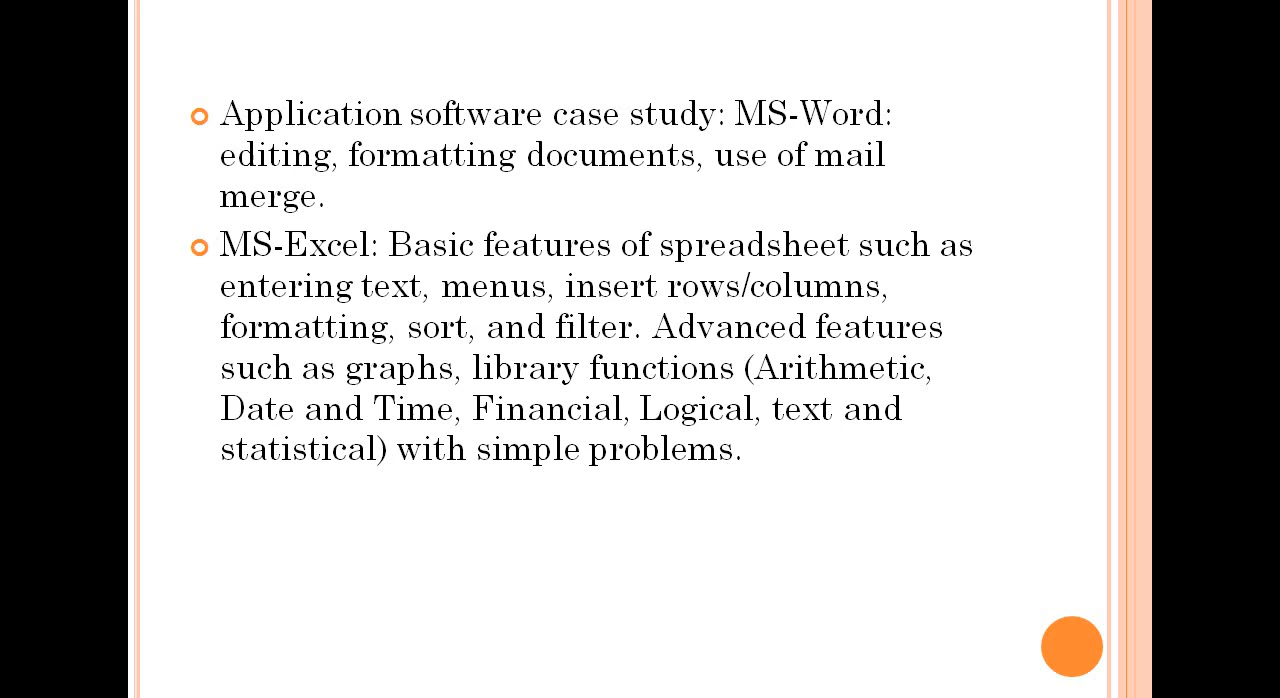 Application software case study: MS-Word:
editing, formatting documents, use of mail
merge.
MS-Excel: Basic features of spreadsheet such as
entering text, menus, insert rows/columns,
formatting, sort, and filter. Advanced features
such as graphs, library functions (Arithmetic,
Date and Time, Financial, Logical, text and
statistical) with simple problems.